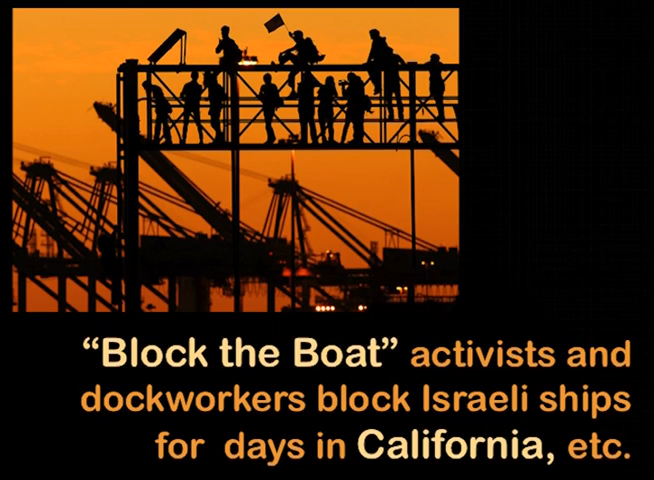 “Block the Boat” activists and
dockworkers block Israeli ships
for  days in California, etc.